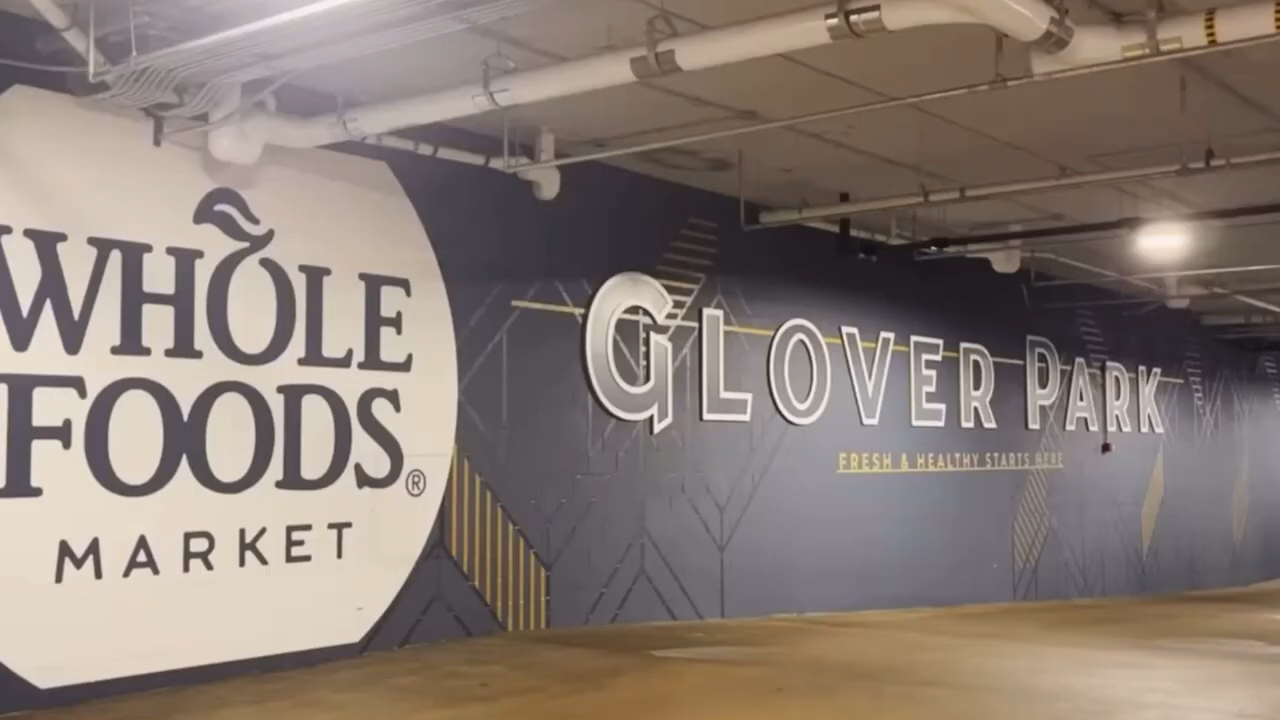 WHOLE
FOODS®
MARKET
GLOVER PARK
FRESH & HEALTHY STARTS HERE